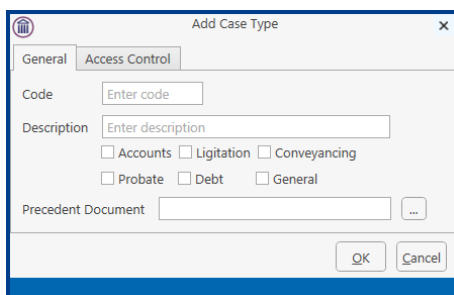 Add Case Type
General Access Control
Code Enter code
Description Enter description
Accounts Ligitation Conveyancing
Probate Debt General
Precedent Document ...
OK Cancel